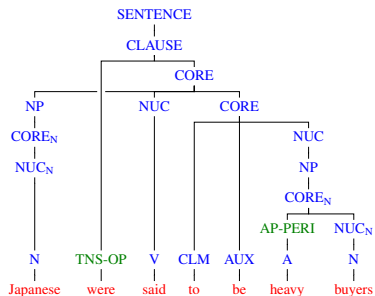 SENTENCE
CLAUSE
CORE
NP NUC CORE
CORE_N NUC
NUC_N NP
CORE_N
AP-PERI NUC_N
N TNS-OP V CLM AUX A N
Japanese were said to be heavy buyers